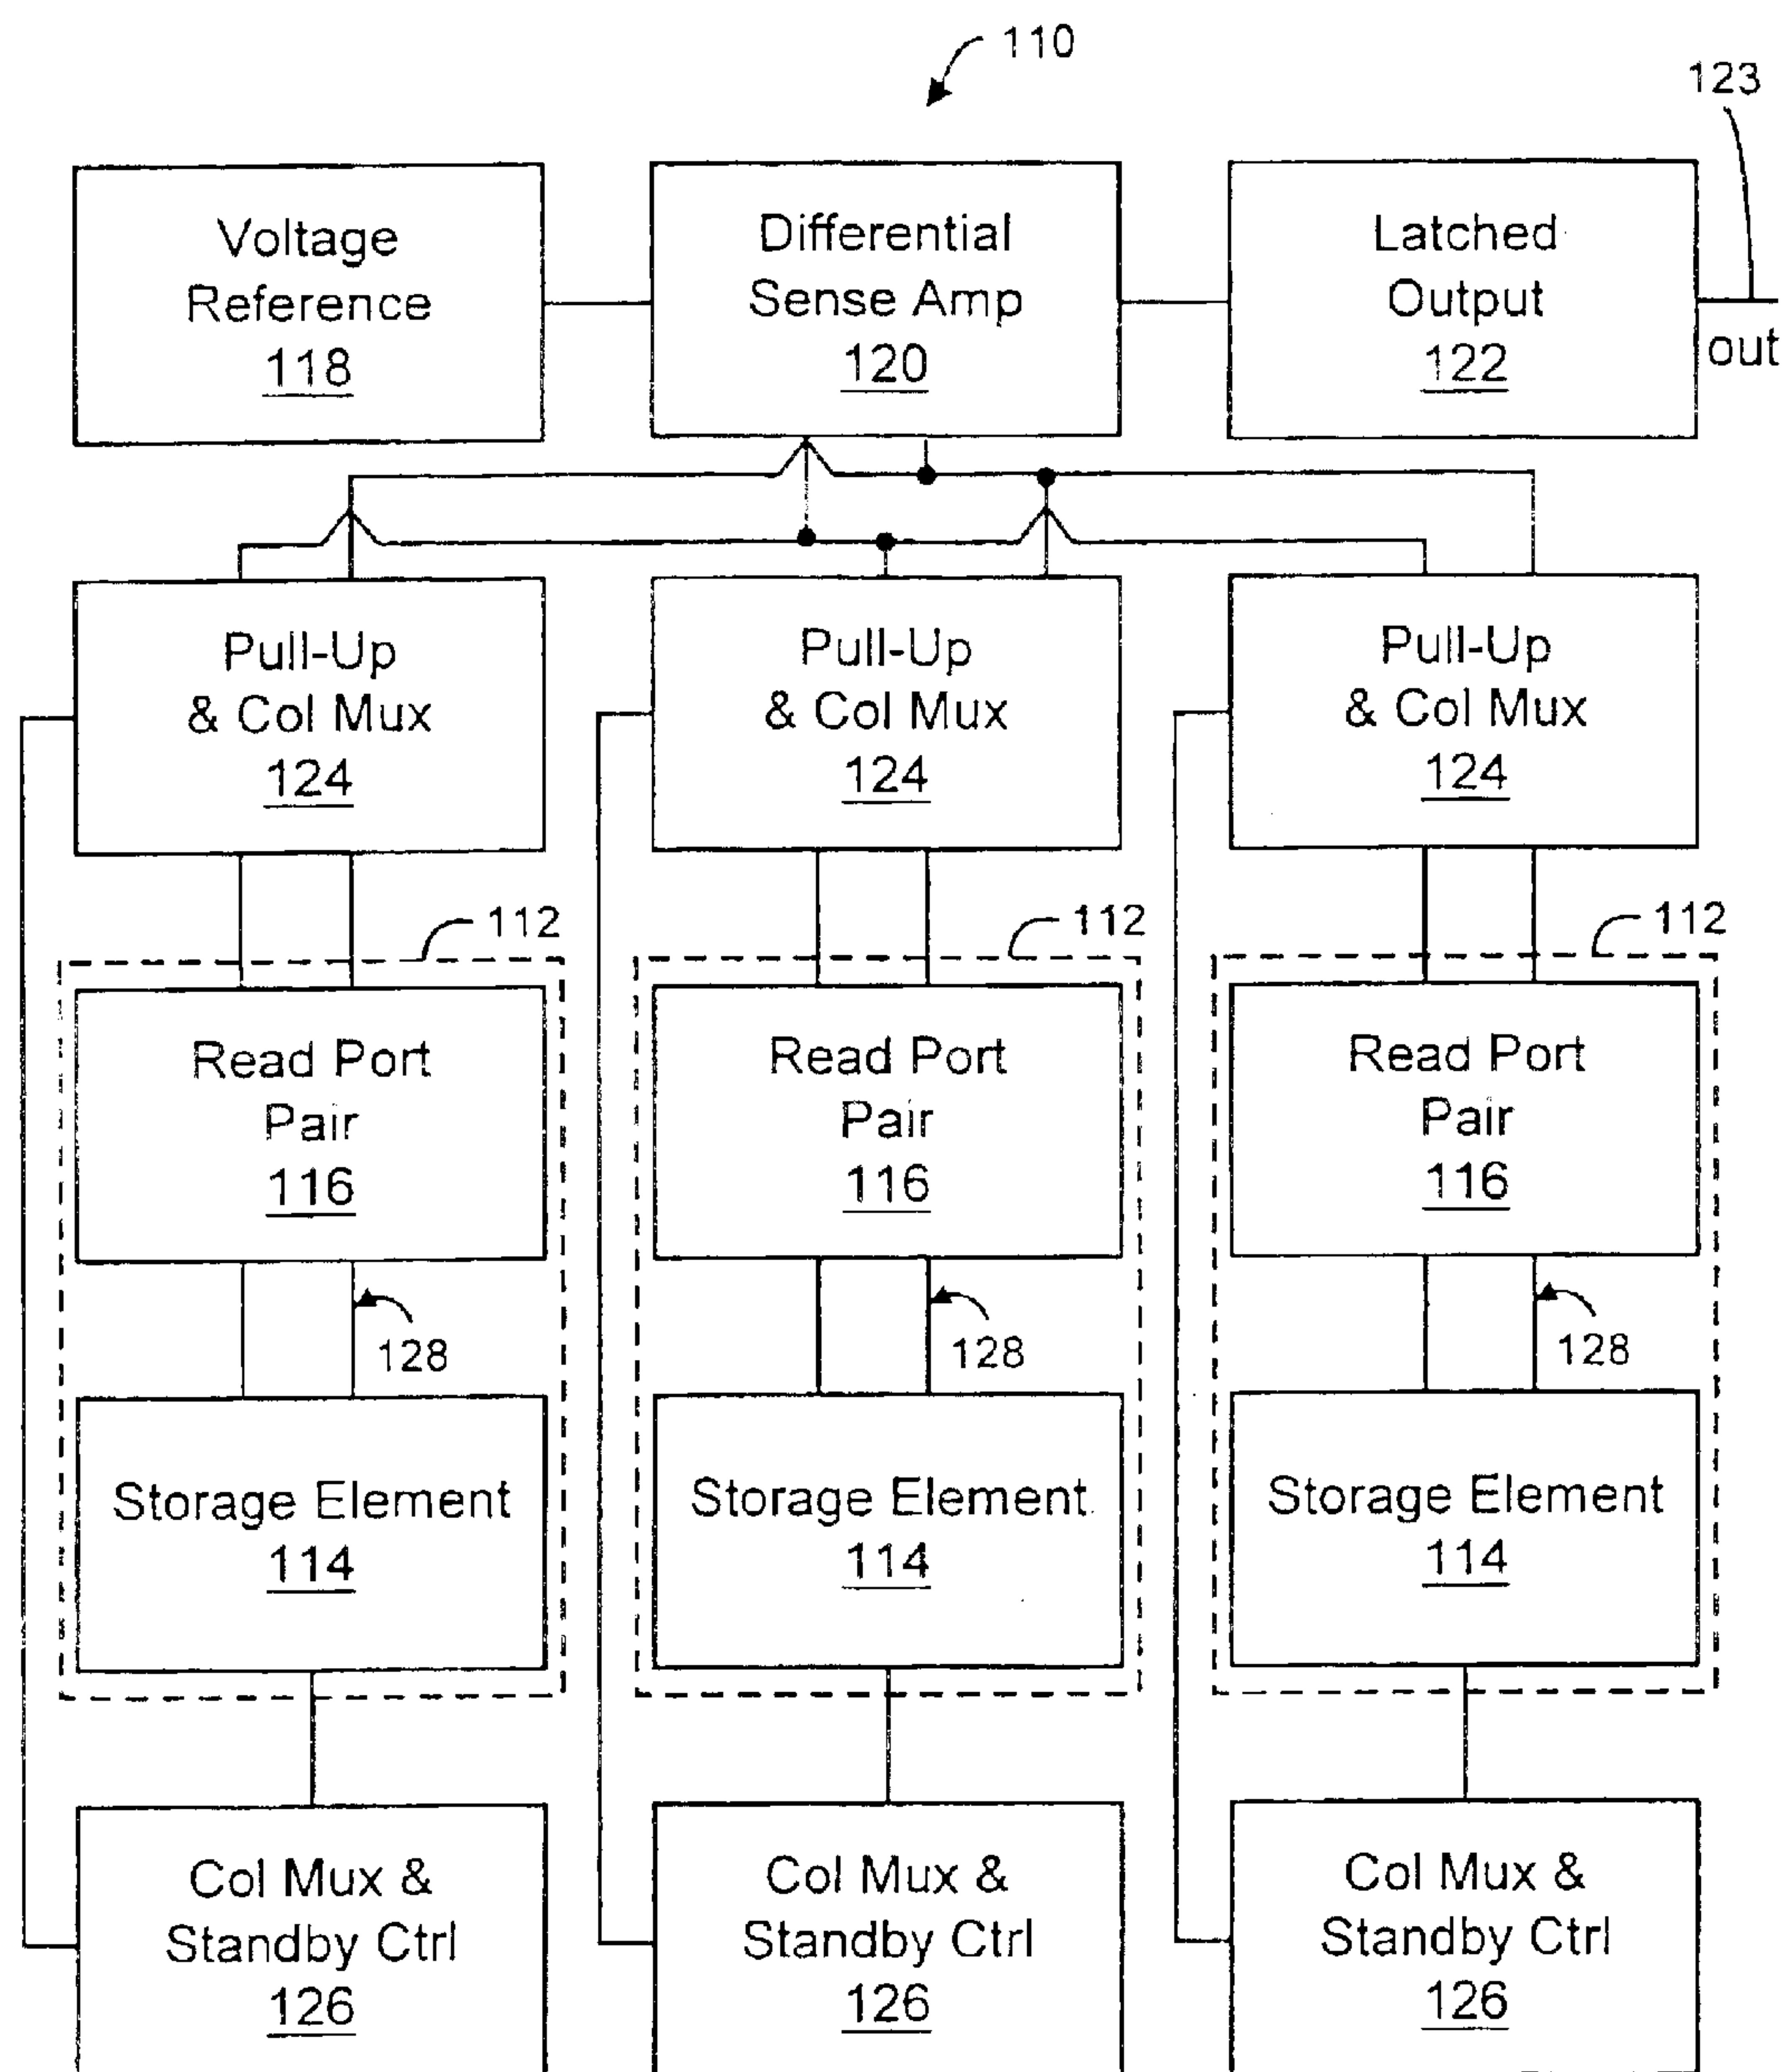 110
123
Voltage
Reference
118
Differential
Sense Amp
120
Latched
Output
122
out
Pull-Up
& Col Mux
124
Pull-Up
& Col Mux
124
Pull-Up
& Col Mux
124
112
112
112
Read Port
Pair
116
Read Port
Pair
116
Read Port
Pair
116
128
128
128
Storage Element
114
Storage Element
114
Storage Element
114
Col Mux &
Standby Ctrl
126
Col Mux &
Standby Ctrl
126
Col Mux &
Standby Ctrl
126